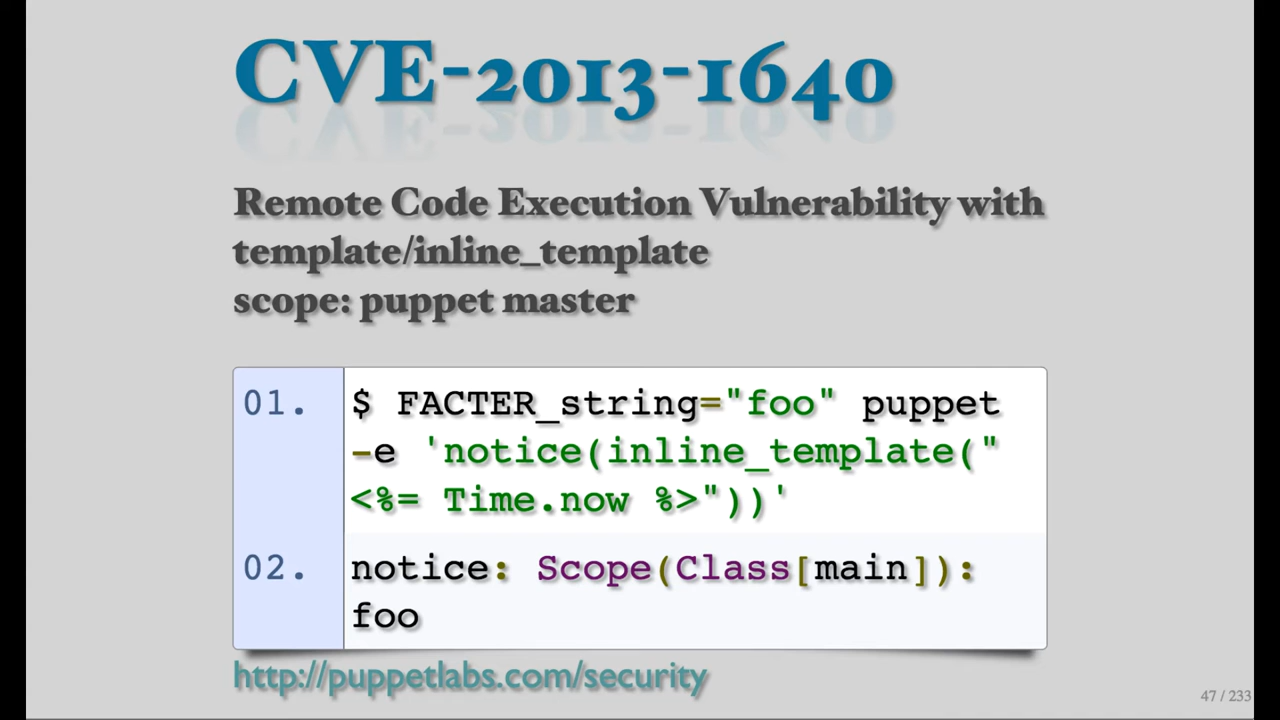 CVE-2013-1640
Remote Code Execution Vulnerability with
template/inline_template
scope: puppet master
01. $ FACTER_string="foo" puppet
-e 'notice(inline_template("
<%= Time.now %>"))'
02. notice: Scope(Class[main]):
foo
http://puppetlabs.com/security
47 / 233